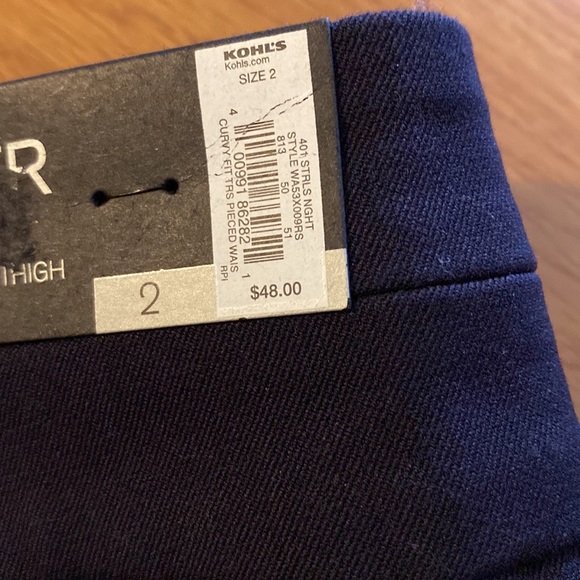 KOHL'S
Kohls.com
SIZE 2
401 STRLS NGHT
STYLE WA53X009RS
813 50 51
4 00991 86282 1
CURVY FIT TRS PIECED WAIS
RPI
$48.00
THIGH
2